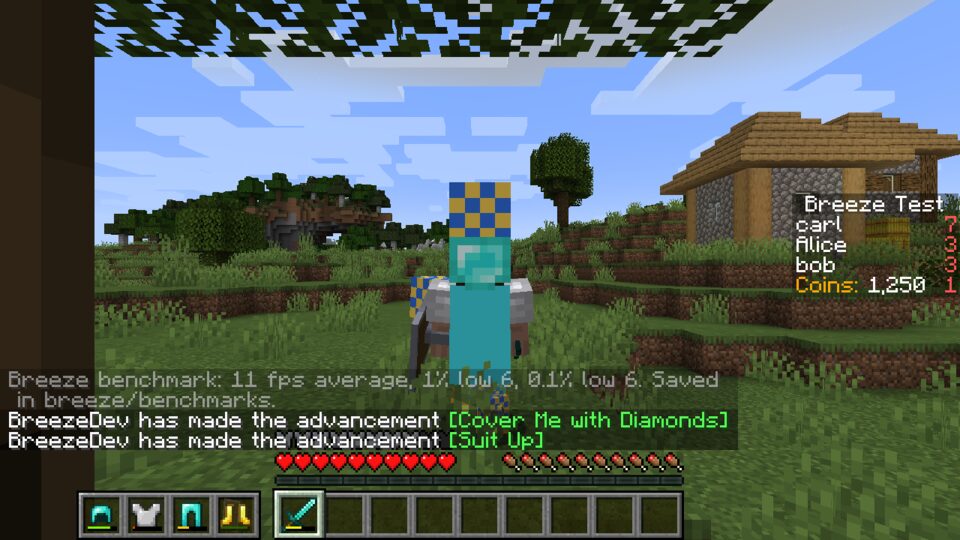 Breeze Test
carl 7
Alice 3
bob 3
Coins: 1,250 1
Breeze benchmark: 11 fps average, 1% low 6, 0.1% low 6. Saved
in breeze/benchmarks.
BreezeDev has made the advancement [Cover Me with Diamonds]
BreezeDev has made the advancement [Suit Up]